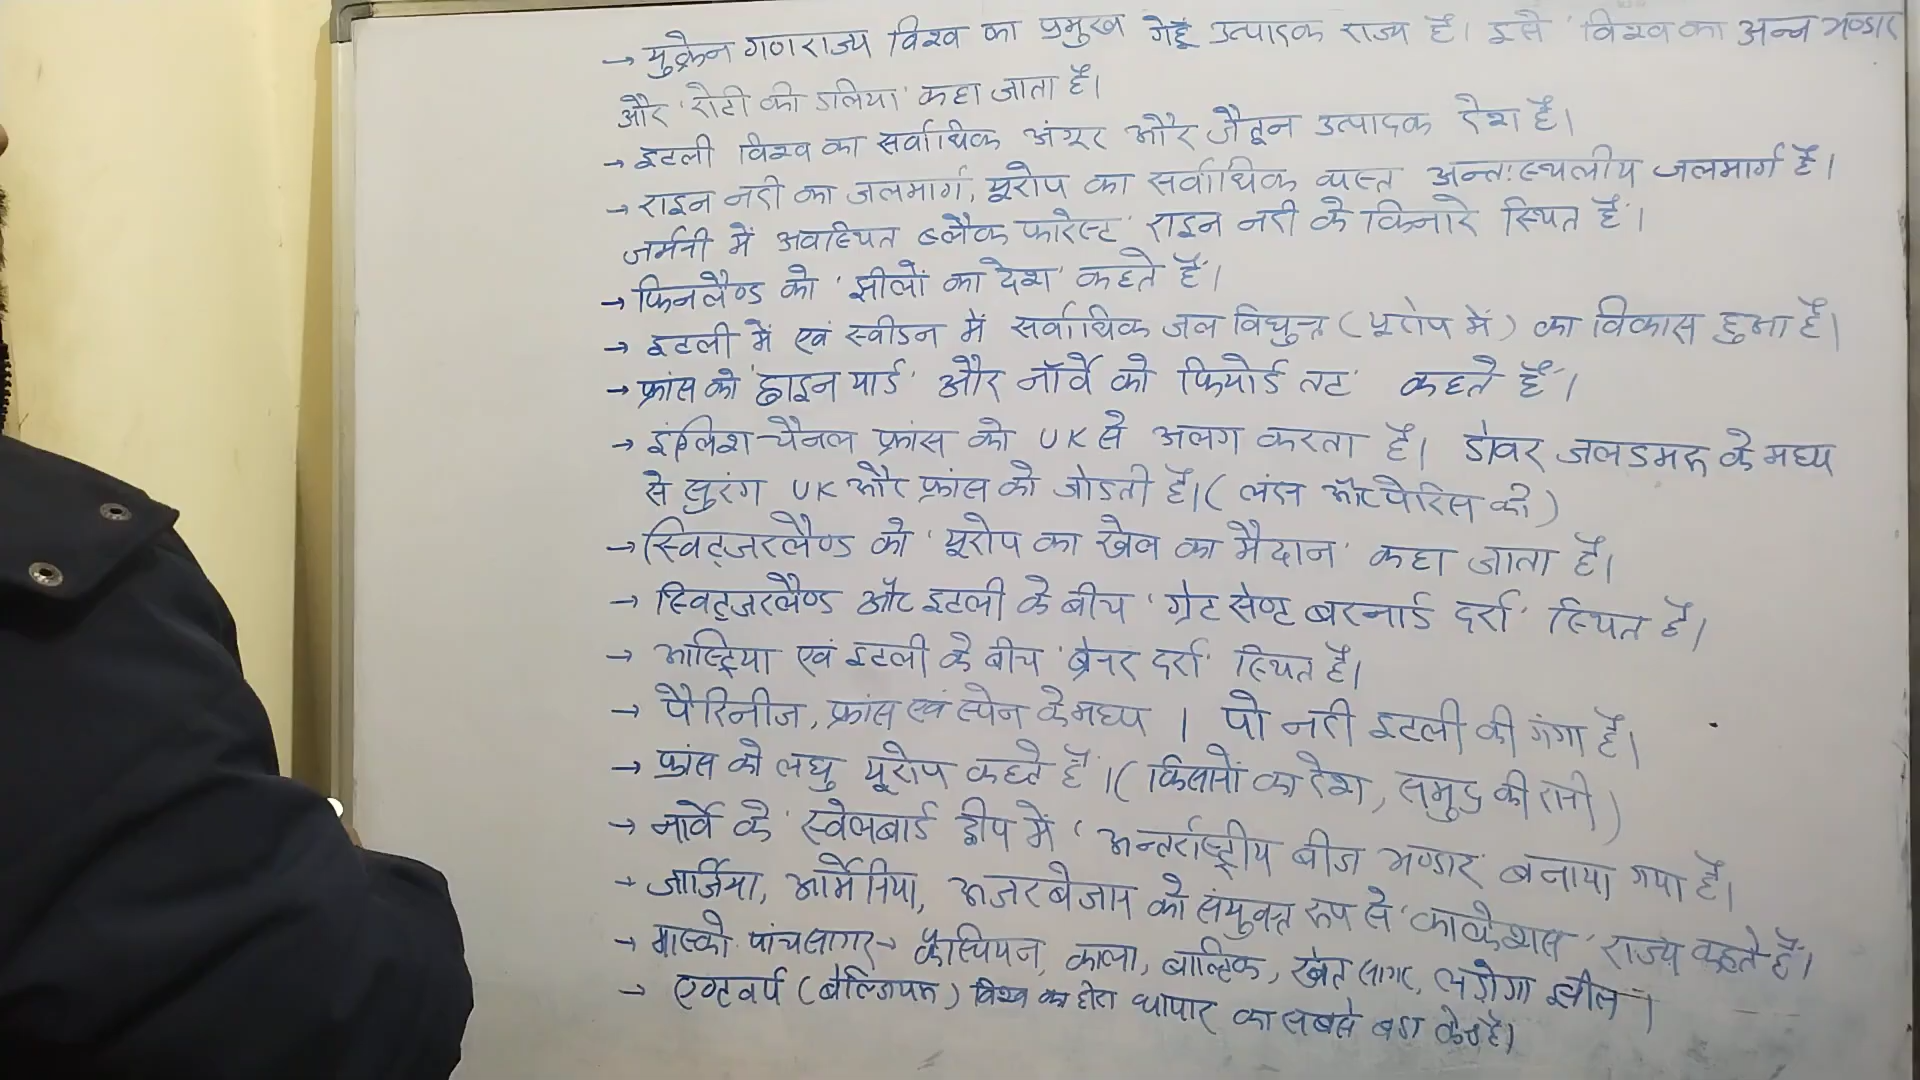 → युक्रेन गणराज्य विश्व का प्रमुख गेहूं उत्पादक राज्य है। इसे 'विश्व का अन्न भण्डार
और 'रोटी की डलिया' कहा जाता है।
→ इटली विश्व का सर्वाधिक अंगूर और जैतून उत्पादक देश है।
→ राइन नदी का जलमार्ग, यूरोप का सर्वाधिक व्यस्त अन्तःस्थलीय जलमार्ग है।
जर्मनी में अवस्थित ब्लैक फारेस्ट' राइन नदी के किनारे स्थित है।
→ फिनलैण्ड को 'झीलों का देश' कहते हैं।
→ इटली में एवं स्वीडन में सर्वाधिक जल विद्युत (यूरोप में) का विकास हुआ है।
→ फ्रांस को 'वाइन यार्ड' और नॉर्वे को 'फियोर्ड तट' कहते हैं।
→ इंग्लिश चैनल फ्रांस को UK से अलग करता है। डोवर जलडमरू के मध्य
से सुरंग UK और फ्रांस को जोडती है। (लंदन और पेरिस को)
→ स्विट्जरलैण्ड को 'यूरोप का खेल का मैदान' कहा जाता है।
→ स्विट्जरलैण्ड और इटली के बीच 'ग्रेट सेण्ट बरनार्ड दर्रा' स्थित है।
→ आस्ट्रिया एवं इटली के बीच 'ब्रेनर दर्रा' स्थित है।
→ पैरिनीज, फ्रांस एवं स्पेन के मध्य । पो नदी इटली की गंगा है।
→ फ्रांस को लघु यूरोप कहते हैं। (किसानों का देश, समुद्र की रानी)
→ नार्वे के 'स्वेलबार्ड द्वीप में 'अन्तर्राष्ट्रीय बीज भण्डार' बनाया गया है।
→ जार्जिया, आर्मेनिया, अजरबेजान को संयुक्त रूप से 'काकेशस' राज्य कहते हैं।
→ मास्को पांच सागर → कैस्पियन, काला, बाल्टिक, श्वेत सागर, लडोगा झील।
→ एण्टवर्प (बेल्जियम) विश्व का हीरा व्यापार का सबसे बडा केन्द्र है।